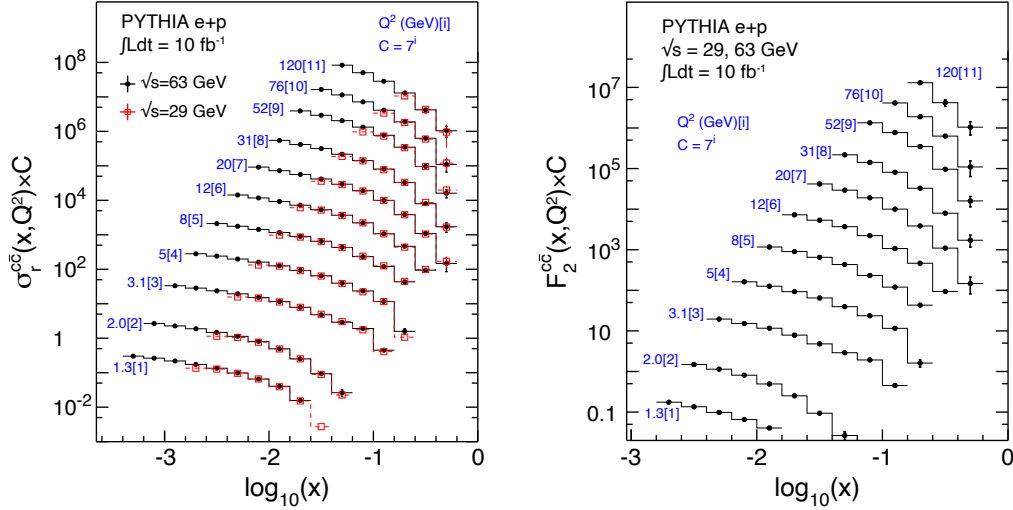 PYTHIA e+p
∫Ldt = 10 fb⁻¹
√s=63 GeV
√s=29 GeV
Q² (GeV)[i]
C = 7ⁱ
120[11]
76[10]
52[9]
31[8]
20[7]
12[6]
8[5]
5[4]
3.1[3]
2.0[2]
1.3[1]
10⁸
10⁶
10⁴
10²
1
10⁻²
σᵣᶜᶜ̄(x,Q²)×C
-3 -2 -1 0
log₁₀(x)
PYTHIA e+p
√s = 29, 63 GeV
∫Ldt = 10 fb⁻¹
Q² (GeV)[i]
C = 7ⁱ
120[11]
76[10]
52[9]
31[8]
20[7]
12[6]
8[5]
5[4]
3.1[3]
2.0[2]
1.3[1]
10⁷
10⁵
10³
10
0.1
F₂ᶜᶜ̄(x,Q²)×C
-3 -2 -1 0
log₁₀(x)